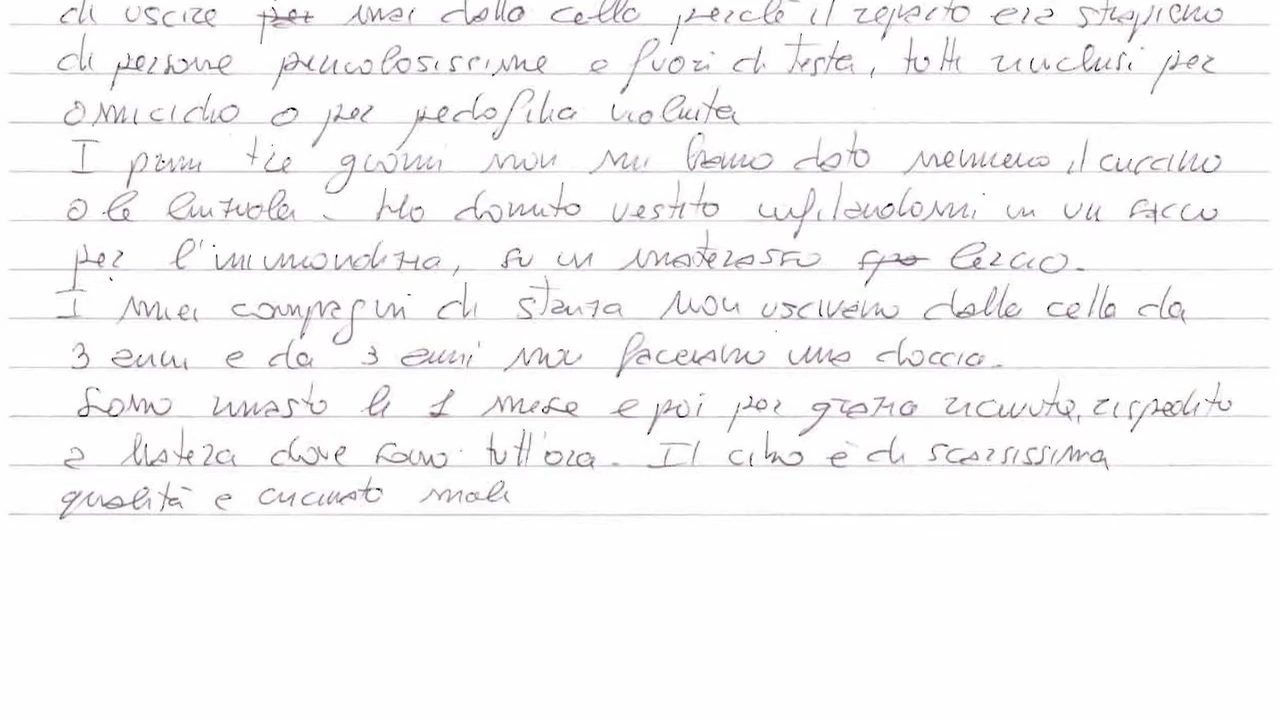 di uscire per mai dalla cella perchè il reparto era strapieno
di persone pericolosissime e fuori di testa, tutti reclusi per
omicidio o per pedofilia violenta
I primi tre giorni non mi hanno dato nemmeno il cuscino
o le lenzuola. Ho dormito vestito infilandomi in un sacco
per l'immondizia, su un materasso lercio.
I miei compagni di stanza non uscivano dalla cella da
3 anni e da 3 anni non facevano una doccia.
Sono rimasto lì 1 mese e poi per grazia ricevuta, rispedito
a Matera dove sono tutt'ora. Il cibo è di scarsissima
qualità e cucinato male